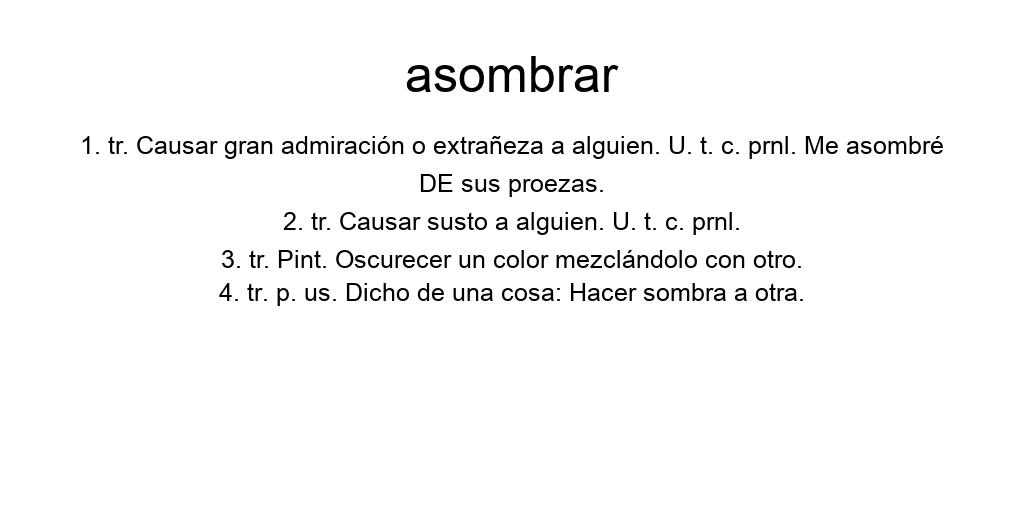 asombrar
1. tr. Causar gran admiración o extrañeza a alguien. U. t. c. prnl. Me asombré
DE sus proezas.
2. tr. Causar susto a alguien. U. t. c. prnl.
3. tr. Pint. Oscurecer un color mezclándolo con otro.
4. tr. p. us. Dicho de una cosa: Hacer sombra a otra.